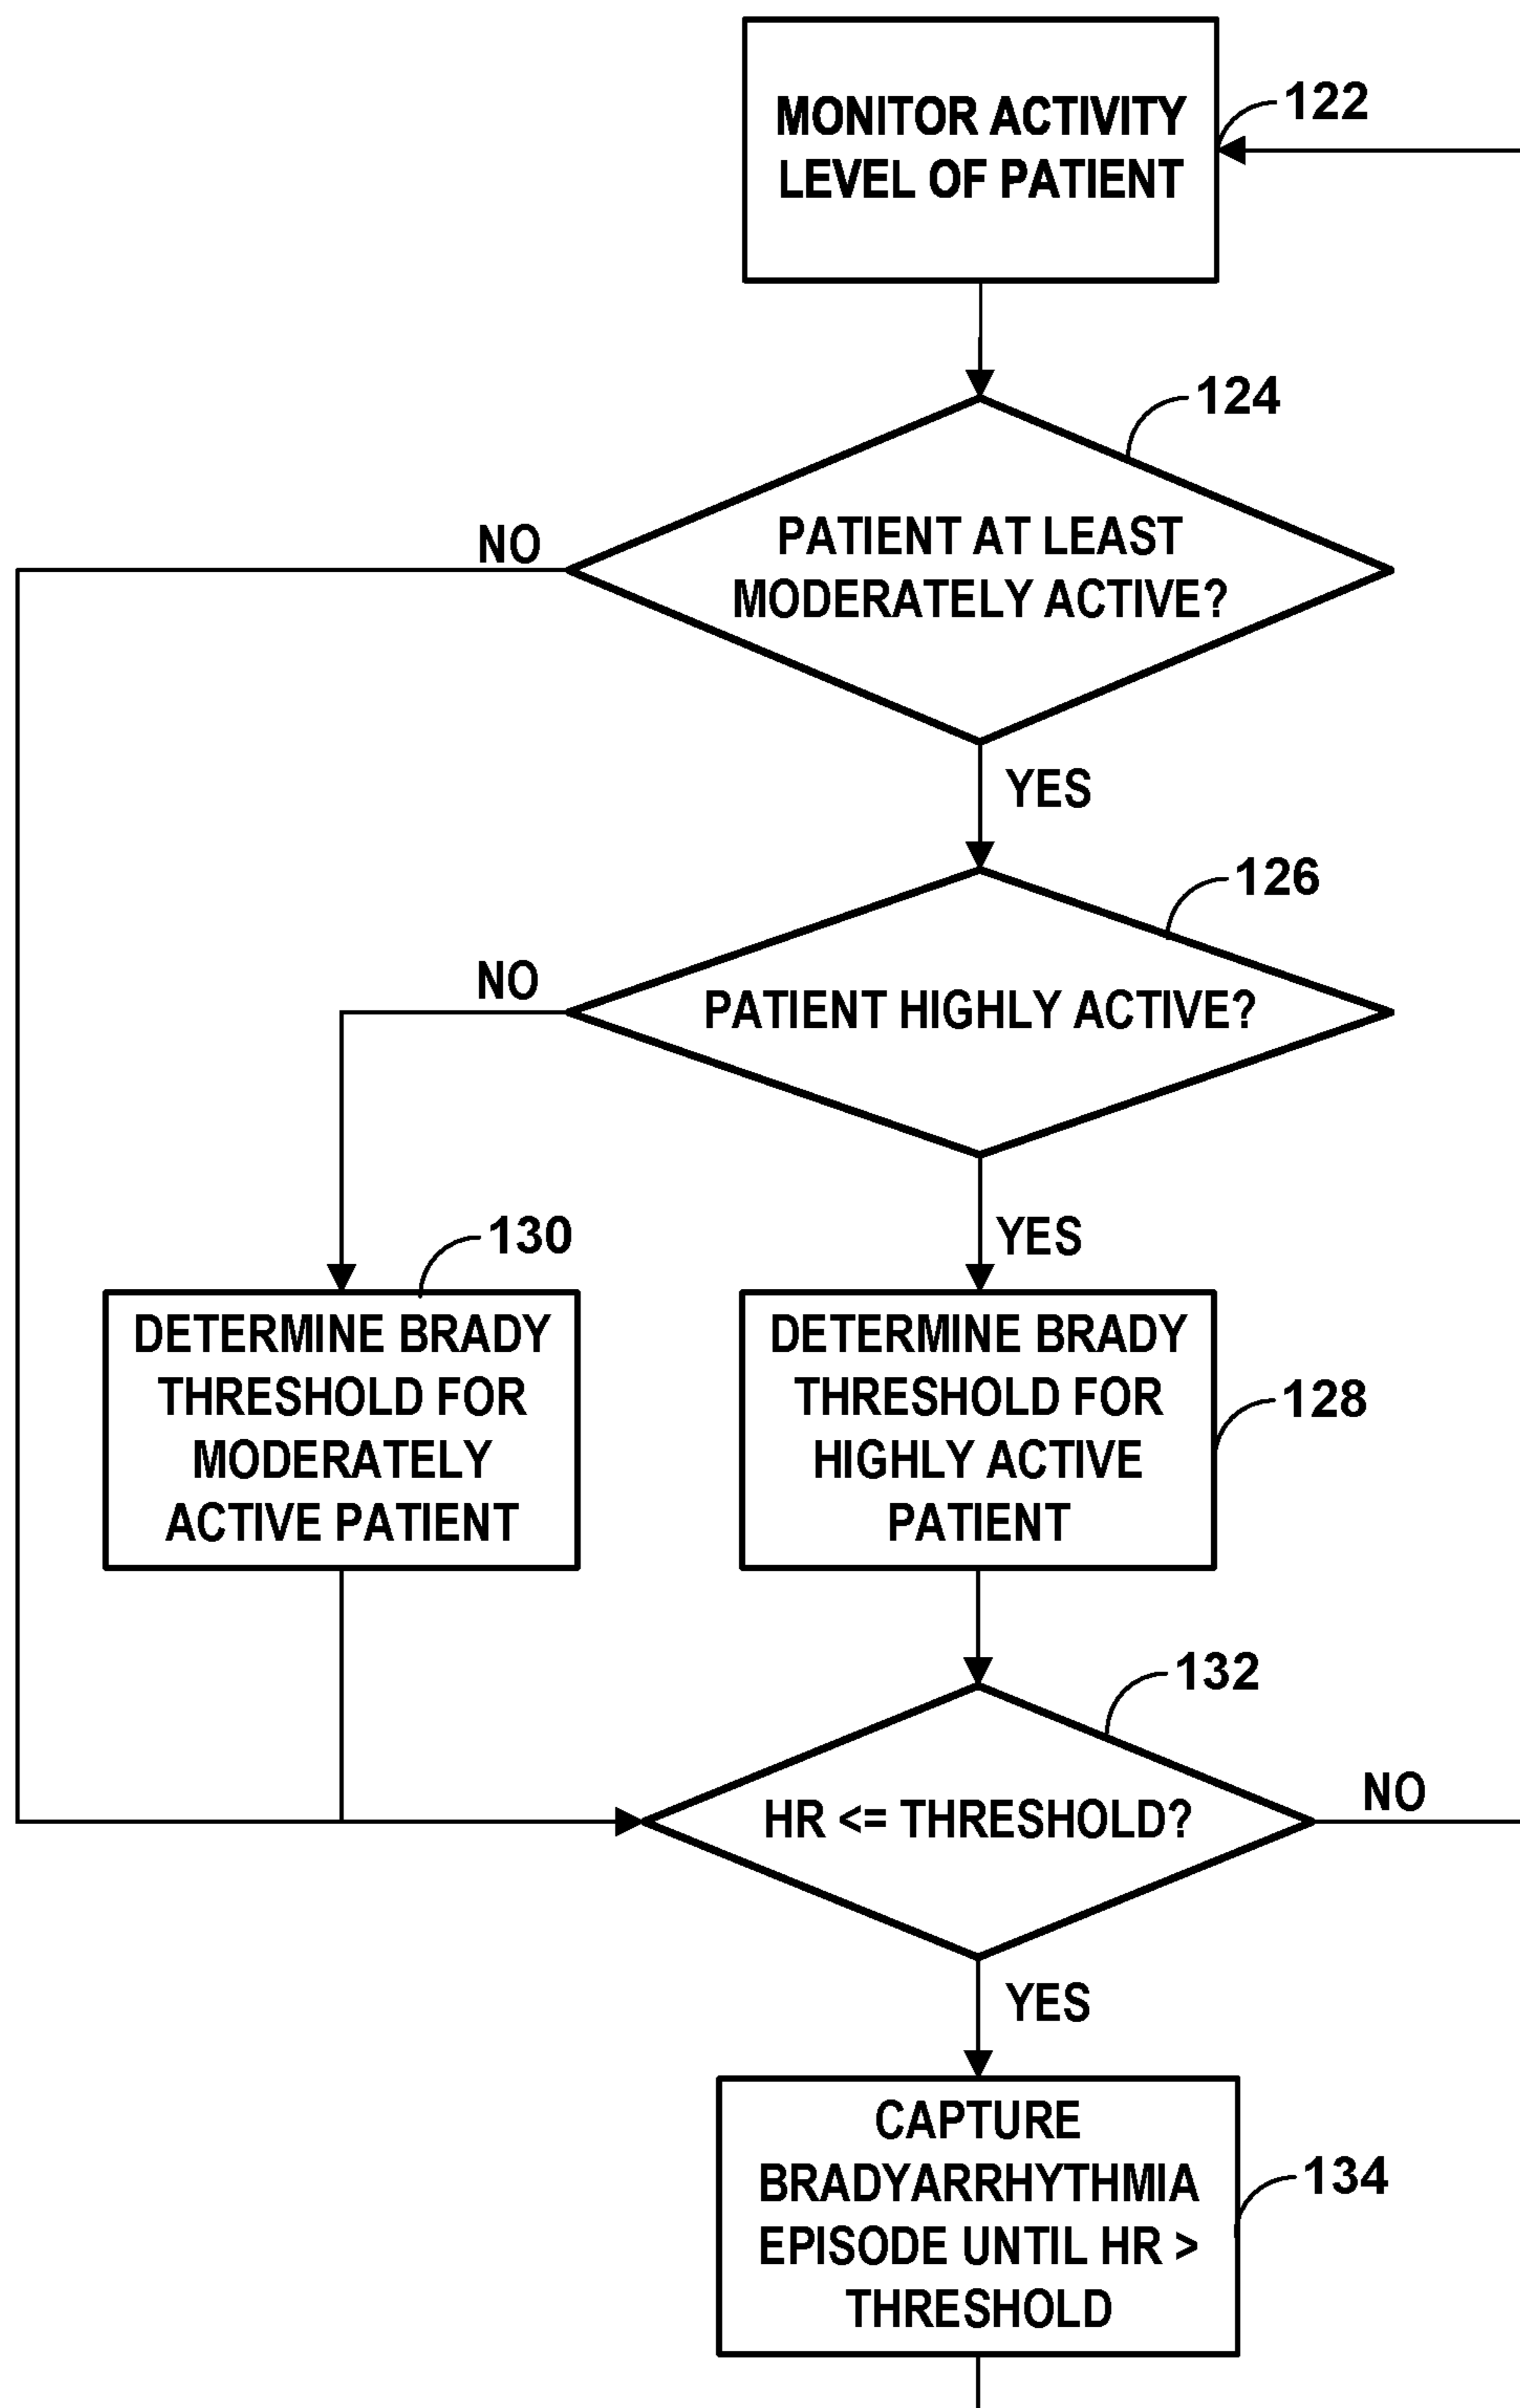 MONITOR ACTIVITY
LEVEL OF PATIENT
122
124
PATIENT AT LEAST
MODERATELY ACTIVE?
NO
YES
126
PATIENT HIGHLY ACTIVE?
NO
YES
130
DETERMINE BRADY
THRESHOLD FOR
MODERATELY
ACTIVE PATIENT
DETERMINE BRADY
THRESHOLD FOR
HIGHLY ACTIVE
PATIENT
128
132
HR <= THRESHOLD?
NO
YES
CAPTURE
BRADYARRHYTHMIA
EPISODE UNTIL HR >
THRESHOLD
134